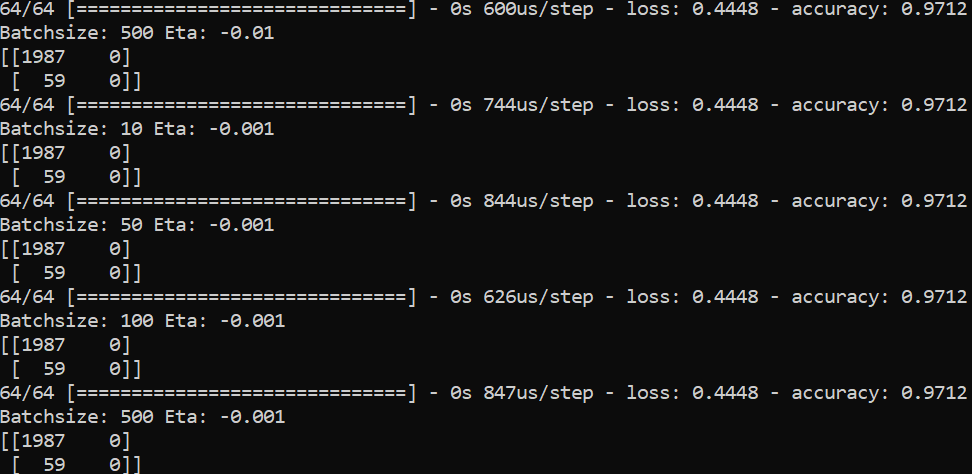 64/64 [==============================] - 0s 600us/step - loss: 0.4448 - accuracy: 0.9712
Batchsize: 500 Eta: -0.01
[[1987    0]
 [  59    0]]
64/64 [==============================] - 0s 744us/step - loss: 0.4448 - accuracy: 0.9712
Batchsize: 10 Eta: -0.001
[[1987    0]
 [  59    0]]
64/64 [==============================] - 0s 844us/step - loss: 0.4448 - accuracy: 0.9712
Batchsize: 50 Eta: -0.001
[[1987    0]
 [  59    0]]
64/64 [==============================] - 0s 626us/step - loss: 0.4448 - accuracy: 0.9712
Batchsize: 100 Eta: -0.001
[[1987    0]
 [  59    0]]
64/64 [==============================] - 0s 847us/step - loss: 0.4448 - accuracy: 0.9712
Batchsize: 500 Eta: -0.001
[[1987    0]
 [  59    0]]